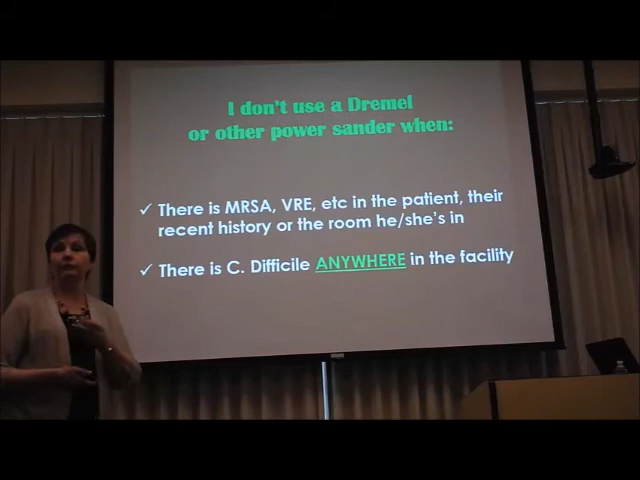 I don't use a Dremel
or other power sander when:
✓ There is MRSA, VRE, etc in the patient, their
recent history or the room he/she's in
✓ There is C. Difficile ANYWHERE in the facility